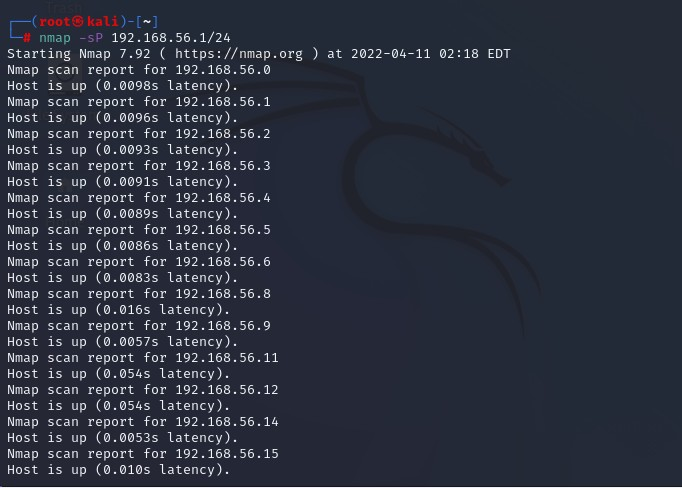 Trash
┌──(root㉿kali)-[~]
└─# nmap -sP 192.168.56.1/24
Starting Nmap 7.92 ( https://nmap.org ) at 2022-04-11 02:18 EDT
Nmap scan report for 192.168.56.0
Host is up (0.0098s latency).
Nmap scan report for 192.168.56.1
Host is up (0.0096s latency).
Nmap scan report for 192.168.56.2
Host is up (0.0093s latency).
Nmap scan report for 192.168.56.3
Host is up (0.0091s latency).
Nmap scan report for 192.168.56.4
Host is up (0.0089s latency).
Nmap scan report for 192.168.56.5
Host is up (0.0086s latency).
Nmap scan report for 192.168.56.6
Host is up (0.0083s latency).
Nmap scan report for 192.168.56.8
Host is up (0.016s latency).
Nmap scan report for 192.168.56.9
Host is up (0.0057s latency).
Nmap scan report for 192.168.56.11
Host is up (0.054s latency).
Nmap scan report for 192.168.56.12
Host is up (0.054s latency).
Nmap scan report for 192.168.56.14
Host is up (0.0053s latency).
Nmap scan report for 192.168.56.15
Host is up (0.010s latency).